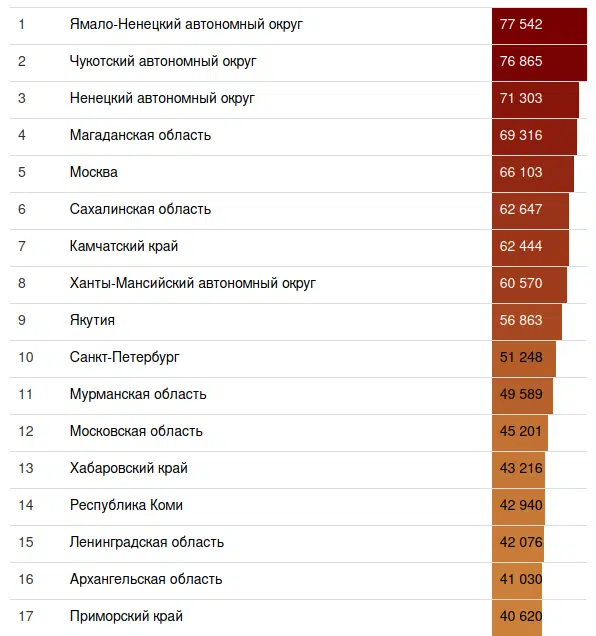 1 Ямало-Ненецкий автономный округ 77 542
2 Чукотский автономный округ 76 865
3 Ненецкий автономный округ 71 303
4 Магаданская область 69 316
5 Москва 66 103
6 Сахалинская область 62 647
7 Камчатский край 62 444
8 Ханты-Мансийский автономный округ 60 570
9 Якутия 56 863
10 Санкт-Петербург 51 248
11 Мурманская область 49 589
12 Московская область 45 201
13 Хабаровский край 43 216
14 Республика Коми 42 940
15 Ленинградская область 42 076
16 Архангельская область 41 030
17 Приморский край 40 620